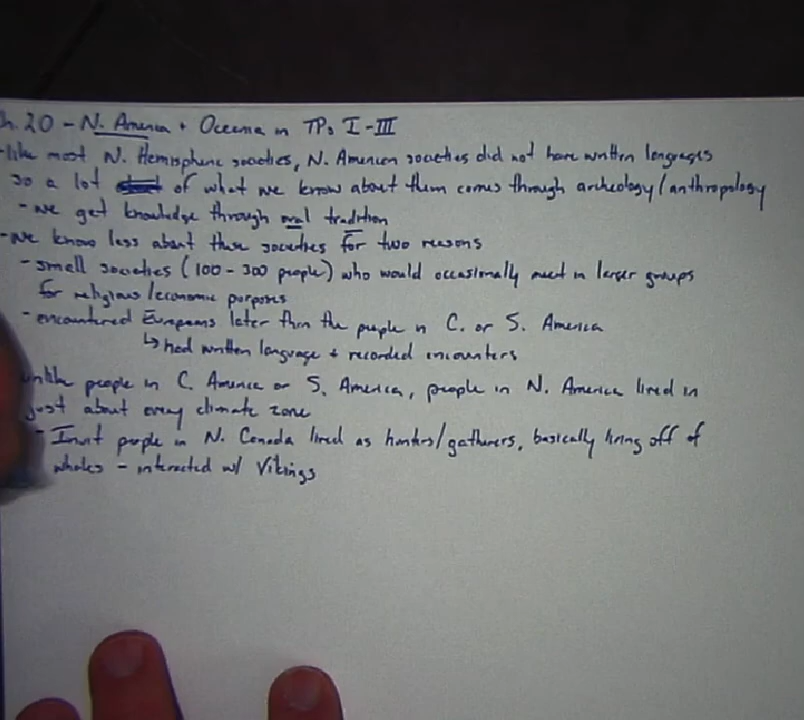 h. 20 - N. America + Oceania in TPs I-III
-like most N. Hemisphere societies, N. American societies did not have written languages
so a lot of what we know about them comes through archeology/anthropology
- we get knowledge through oral tradition
-we know less about these societies for two reasons
- small societies (100-300 people) who would occasionally meet in larger groups
for religious/economic purposes
- encountered Europeans later than the people in C. or S. America
↳ had written language + recorded encounters
unlike people in C. America or S. America, people in N. America lived in
just about every climate zone
- Inuit people in N. Canada lived as hunters/gatherers, basically living off of
whales - interacted w/ Vikings